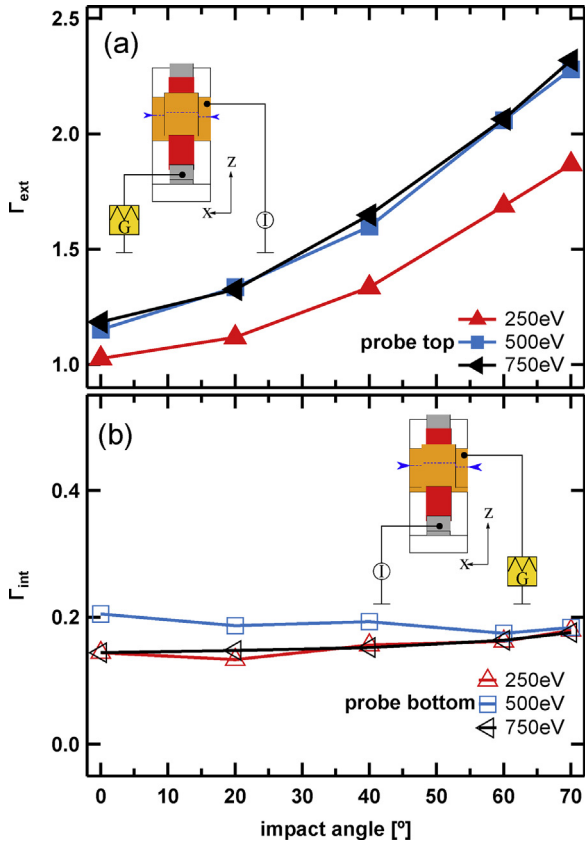 2.5
(a)
2.0
Γext
1.5
1.0
Z
X
G
I
250eV
probe top
500eV
750eV
(b)
0.4
Γint
0.2
0.0
Z
X
I
G
250eV
probe bottom
500eV
750eV
0 10 20 30 40 50 60 70
impact angle [º]